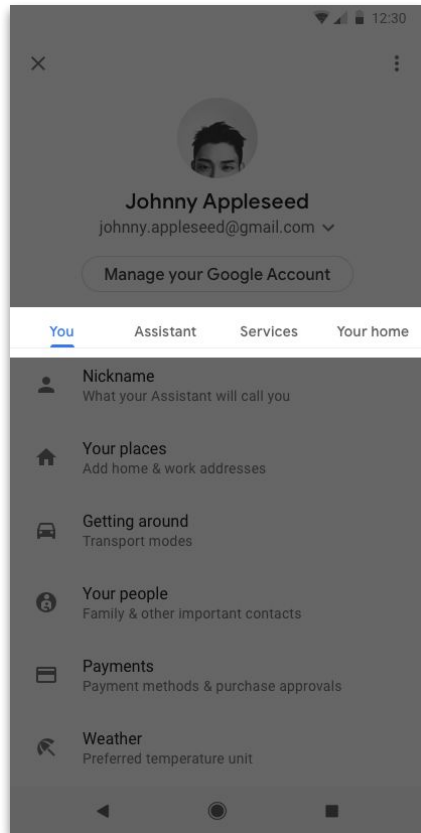 12:30
Johnny Appleseed
johnny.appleseed@gmail.com
Manage your Google Account
You Assistant Services Your home
Nickname
What your Assistant will call you
Your places
Add home & work addresses
Getting around
Transport modes
Your people
Family & other important contacts
Payments
Payment methods & purchase approvals
Weather
Preferred temperature unit